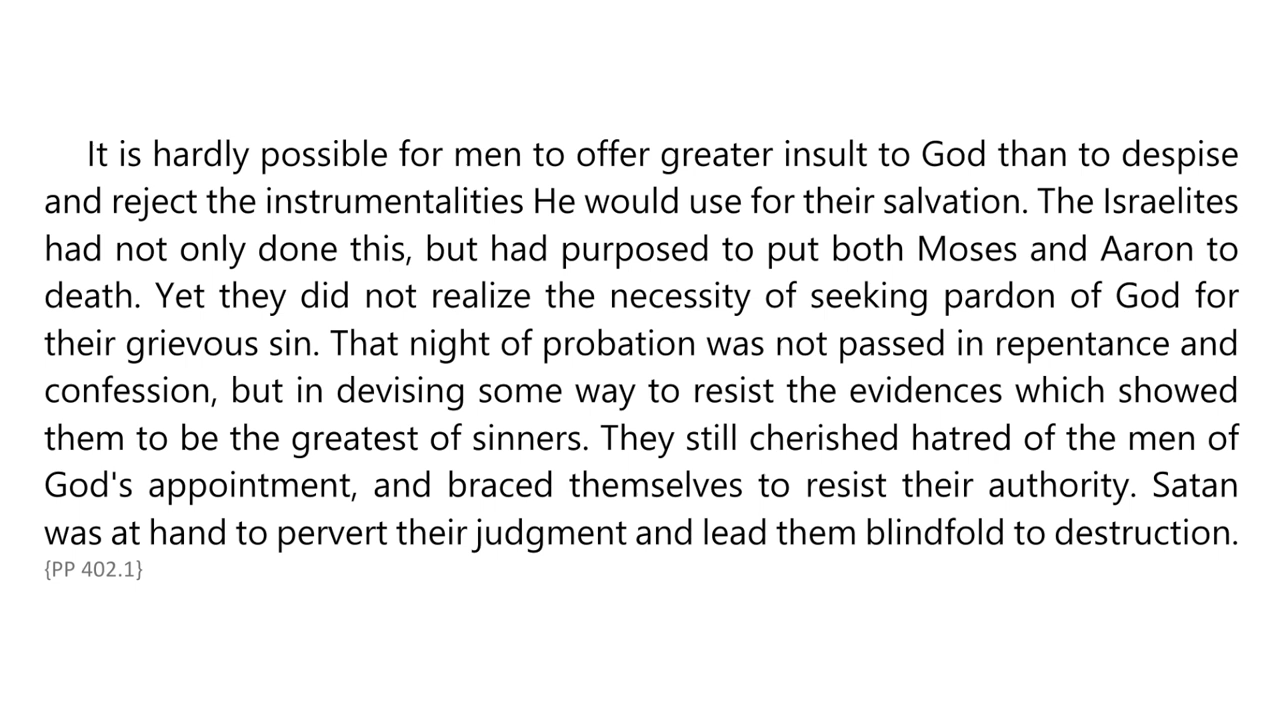 It is hardly possible for men to offer greater insult to God than to despise
and reject the instrumentalities He would use for their salvation. The Israelites
had not only done this, but had purposed to put both Moses and Aaron to
death. Yet they did not realize the necessity of seeking pardon of God for
their grievous sin. That night of probation was not passed in repentance and
confession, but in devising some way to resist the evidences which showed
them to be the greatest of sinners. They still cherished hatred of the men of
God's appointment, and braced themselves to resist their authority. Satan
was at hand to pervert their judgment and lead them blindfold to destruction.
{PP 402.1}